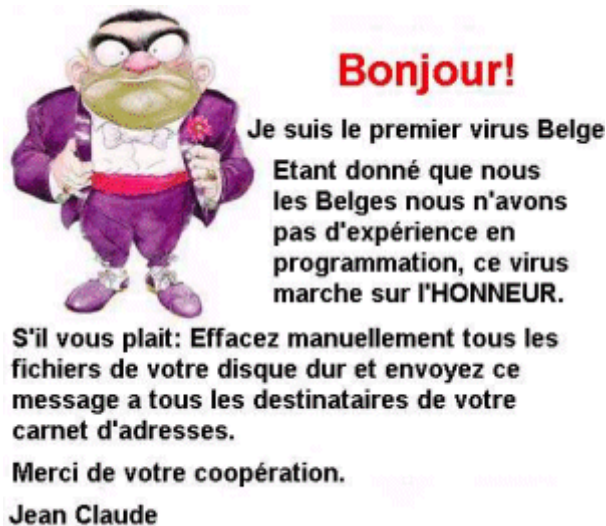 Bonjour!
Je suis le premier virus Belge
Etant donné que nous
les Belges nous n'avons
pas d'expérience en
programmation, ce virus
marche sur l'HONNEUR.
S'il vous plait: Effacez manuellement tous les
fichiers de votre disque dur et envoyez ce
message a tous les destinataires de votre
carnet d'adresses.
Merci de votre coopération.
Jean Claude